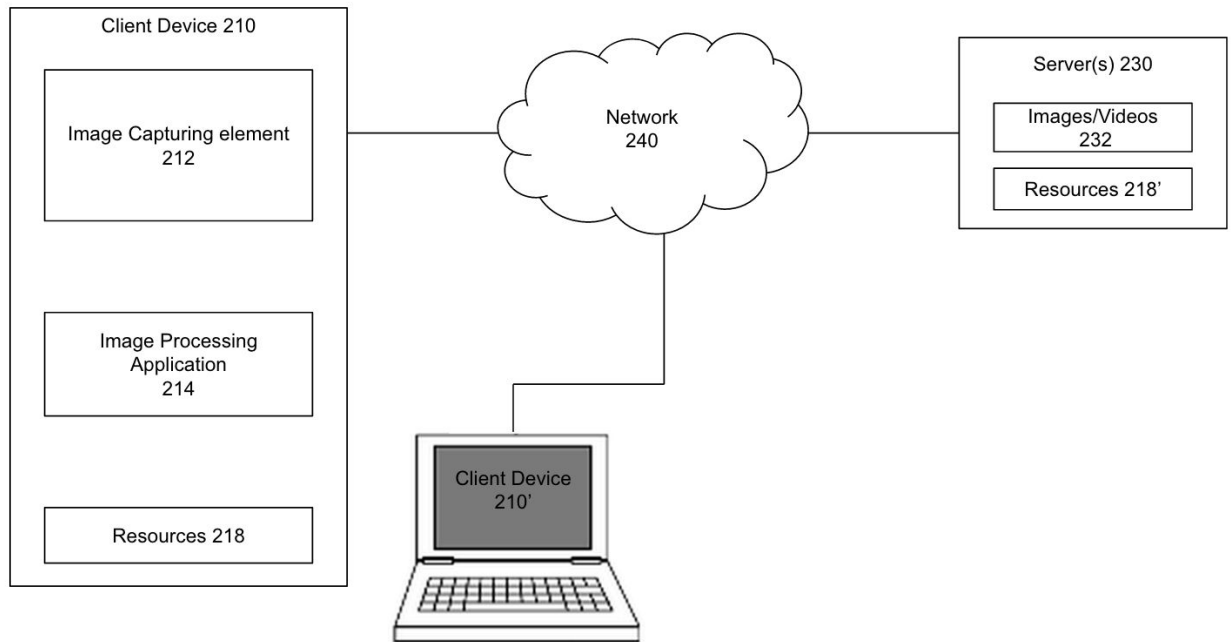 Client Device 210
Image Capturing element
212
Image Processing
Application
214
Resources 218
Network
240
Client Device
210’
Server(s) 230
Images/Videos
232
Resources 218’